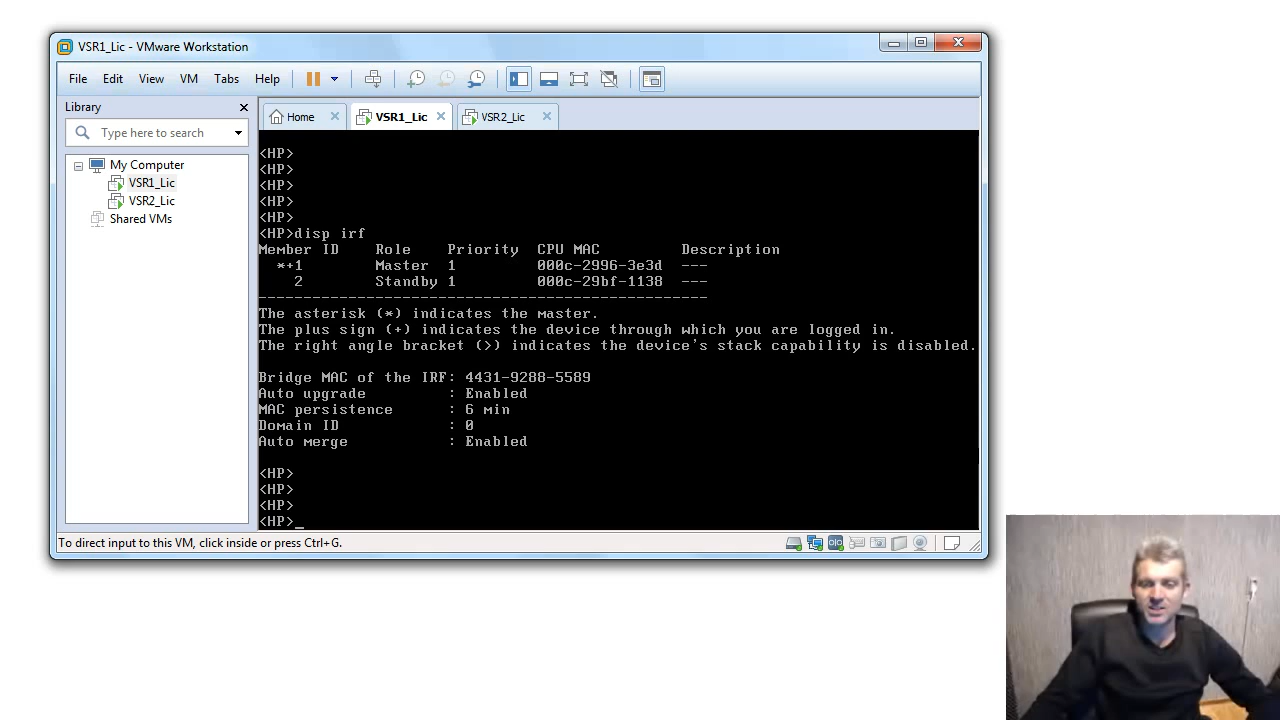 VSR1_Lic - VMware Workstation
File Edit View VM Tabs Help
Library
Type here to search
My Computer
VSR1_Lic
VSR2_Lic
Shared VMs
Home VSR1_Lic VSR2_Lic
<HP>
<HP>
<HP>
<HP>
<HP>
<HP>disp irf
Member ID Role Priority CPU MAC Description
*+1 Master 1 000c-2996-3e3d ---
2 Standby 1 000c-29bf-1138 ---
--------------------------------------------------
The asterisk (*) indicates the master.
The plus sign (+) indicates the device through which you are logged in.
The right angle bracket (>) indicates the device's stack capability is disabled.
Bridge MAC of the IRF: 4431-9288-5589
Auto upgrade : Enabled
MAC persistence : 6 min
Domain ID : 0
Auto merge : Enabled
<HP>
<HP>
<HP>
<HP>_
To direct input to this VM, click inside or press Ctrl+G.